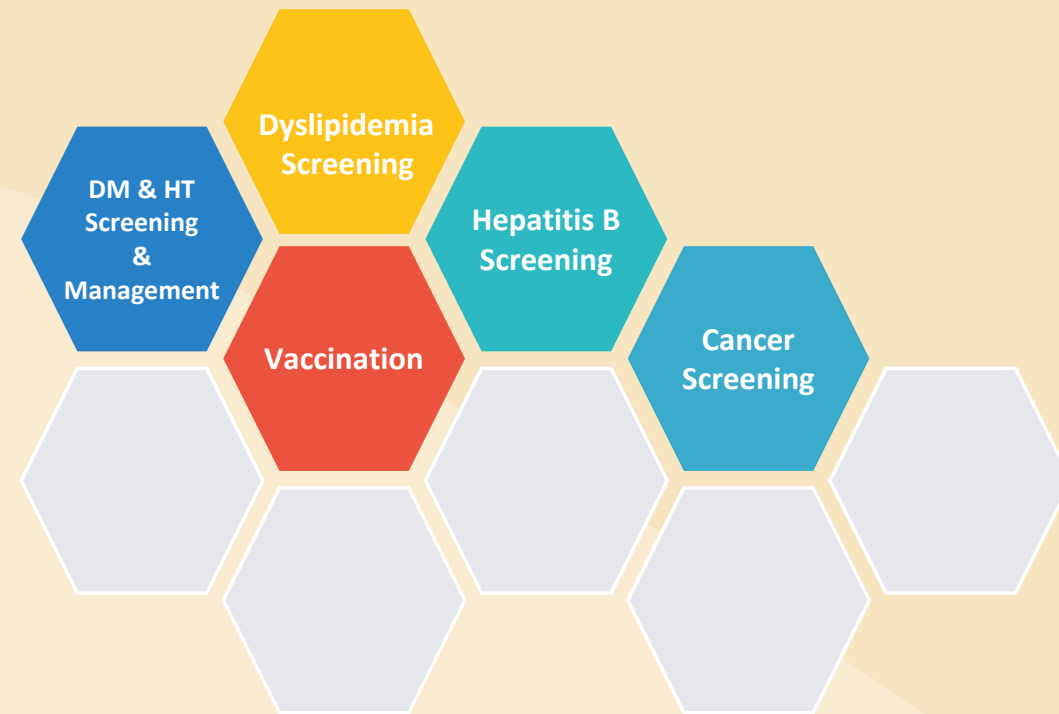 Dyslipidemia
Screening
DM & HT
Screening
&
Management
Hepatitis B
Screening
Vaccination
Cancer
Screening